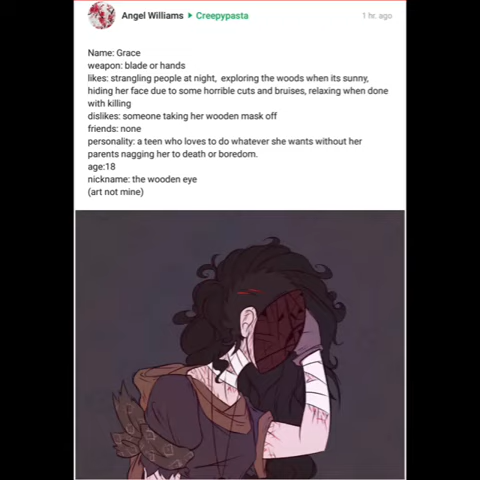 Angel Williams ▸ Creepypasta
1 hr. ago
Name: Grace
weapon: blade or hands
likes: strangling people at night, exploring the woods when its sunny,
hiding her face due to some horrible cuts and bruises, relaxing when done
with killing
dislikes: someone taking her wooden mask off
friends: none
personality: a teen who loves to do whatever she wants without her
parents nagging her to death or boredom.
age:18
nickname: the wooden eye
(art not mine)